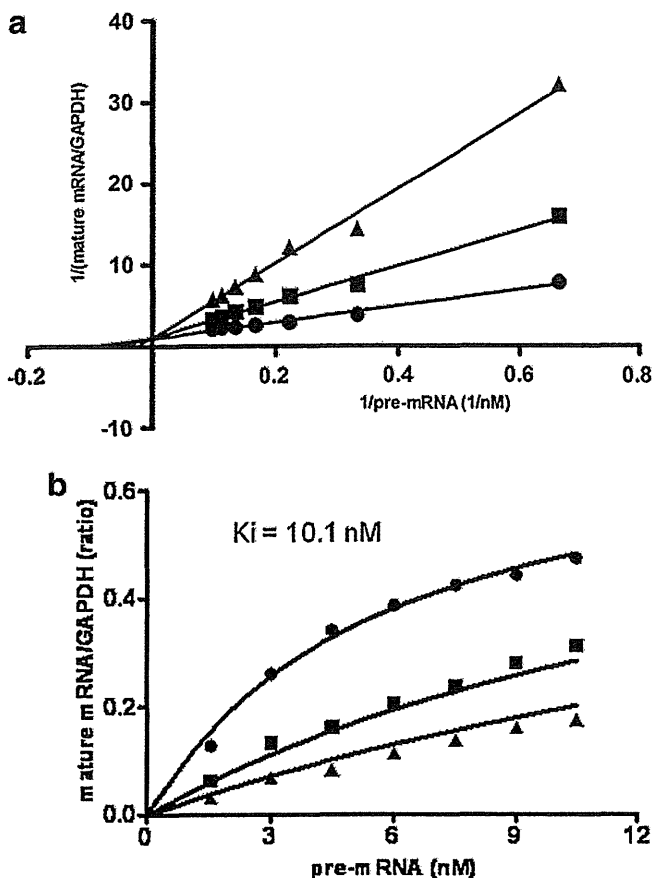 a
40
30
20
10
-10
-0.2
0.2
0.4
0.6
0.8
1/(mature mRNA/GAPDH)
1/pre-mRNA (1/nM)
b
0.6
0.4
0.2
0.0
Ki = 10.1 nM
mature mRNA/GAPDH (ratio)
0
3
6
9
12
pre-mRNA (nM)